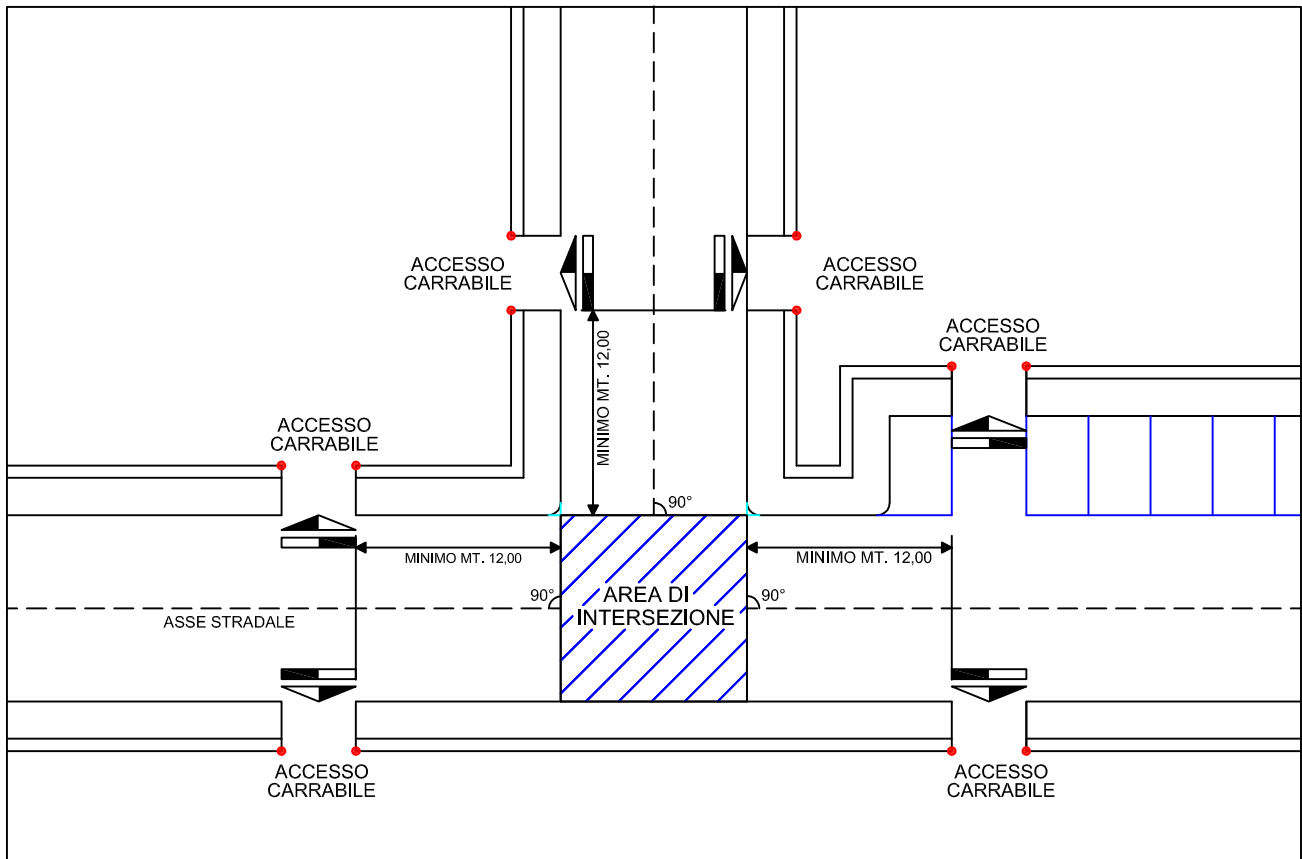 ACCESSO
CARRABILE
ACCESSO
CARRABILE
ACCESSO
CARRABILE
MINIMO MT. 12,00
ACCESSO
CARRABILE
90°
MINIMO MT. 12,00
MINIMO MT. 12,00
90°
AREA DI
INTERSEZIONE
90°
ASSE STRADALE
ACCESSO
CARRABILE
ACCESSO
CARRABILE